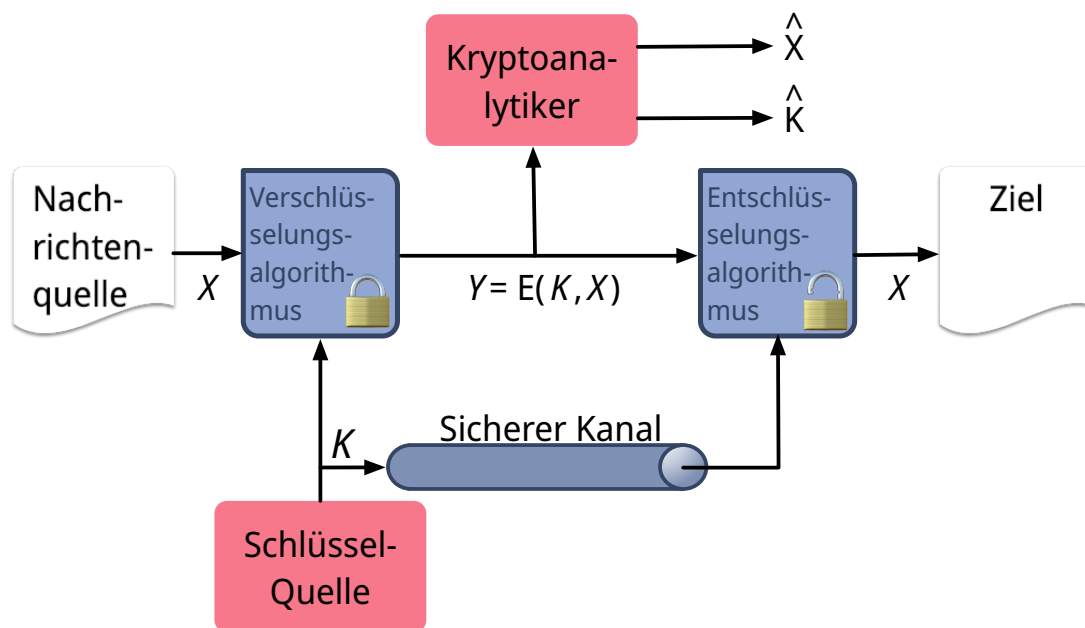 Kryptoana-
lytiker
X̂
K̂
Nach-
richten-
quelle
X
Verschlüs-
selungs-
algorith-
mus
Y = E(K, X)
Entschlüs-
selungs-
algorith-
mus
X
Ziel
K
Sicherer Kanal
Schlüssel-
Quelle